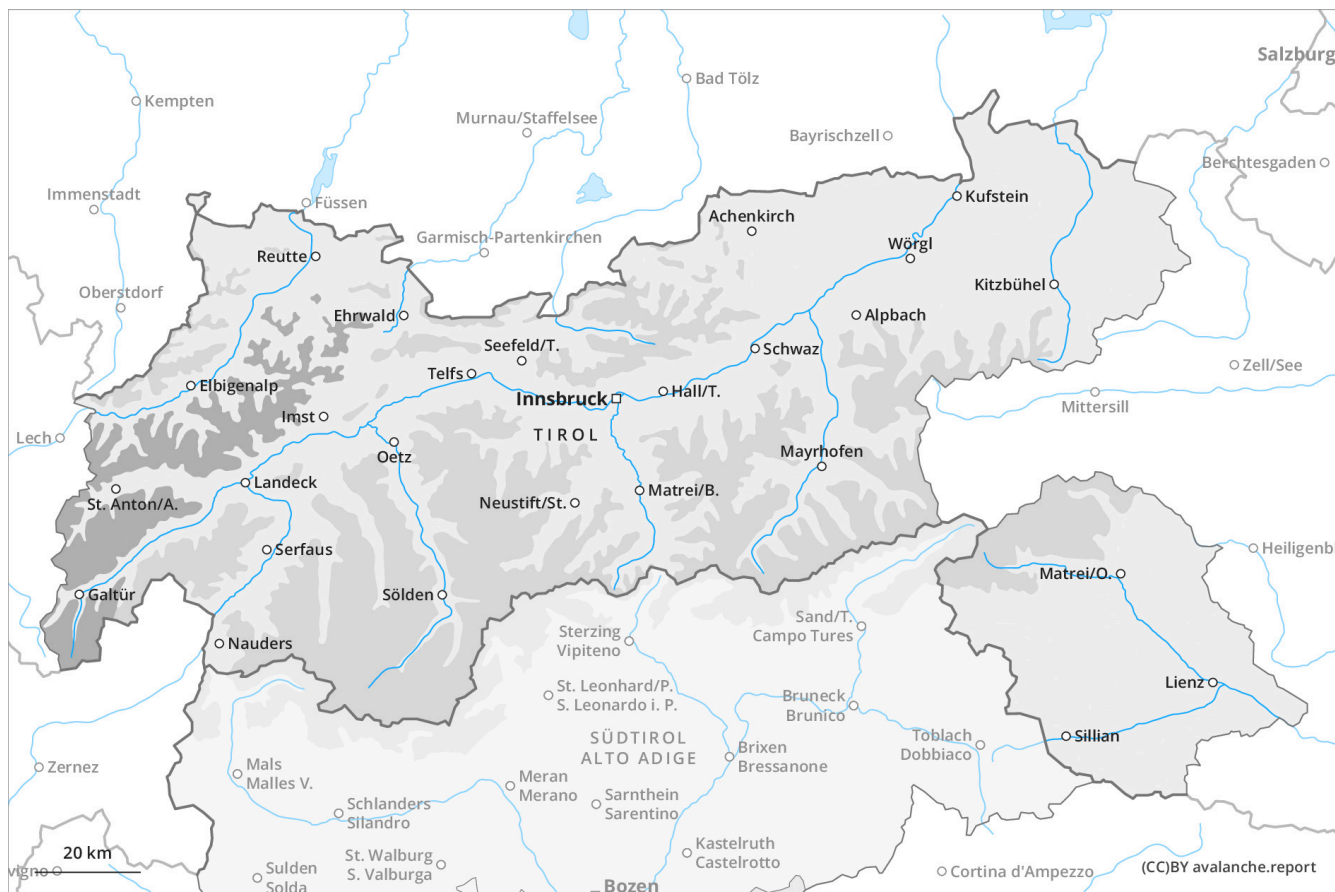 Salzburg
Kempten
Bad Tölz
Murnau/Staffelsee
Bayrischzell
Berchtesgaden
Immenstadt
Füssen
Kufstein
Achenkirch
Garmisch-Partenkirchen
Wörgl
Reutte
Oberstdorf
Kitzbühel
Ehrwald
Alpbach
Seefeld/T.
Schwaz
Zell/See
Telfs
Elbigenalp
Hall/T.
Innsbruck
Mittersill
Imst
Lech
TIROL
Oetz
Mayrhofen
Landeck
Matrei/B.
St. Anton/A.
Neustift/St.
Serfaus
Heiligenb
Matrei/O.
Galtür
Sölden
Sand/T.
Campo Tures
Sterzing
Vipiteno
Nauders
Lienz
St. Leonhard/P.
S. Leonardo i. P.
Bruneck
Brunico
Sillian
SÜDTIROL
ALTO ADIGE
Toblach
Dobbiaco
Brixen
Bressanone
Zernez
Mals
Malles V.
Meran
Merano
Schlanders
Silandro
Sarnthein
Sarentino
Kastelruth
Castelrotto
20 km
St. Walburg
S. Valburga
vigno
Sulden
Solda
Cortina d'Ampezzo
(CC)BY avalanche.report
Bozen